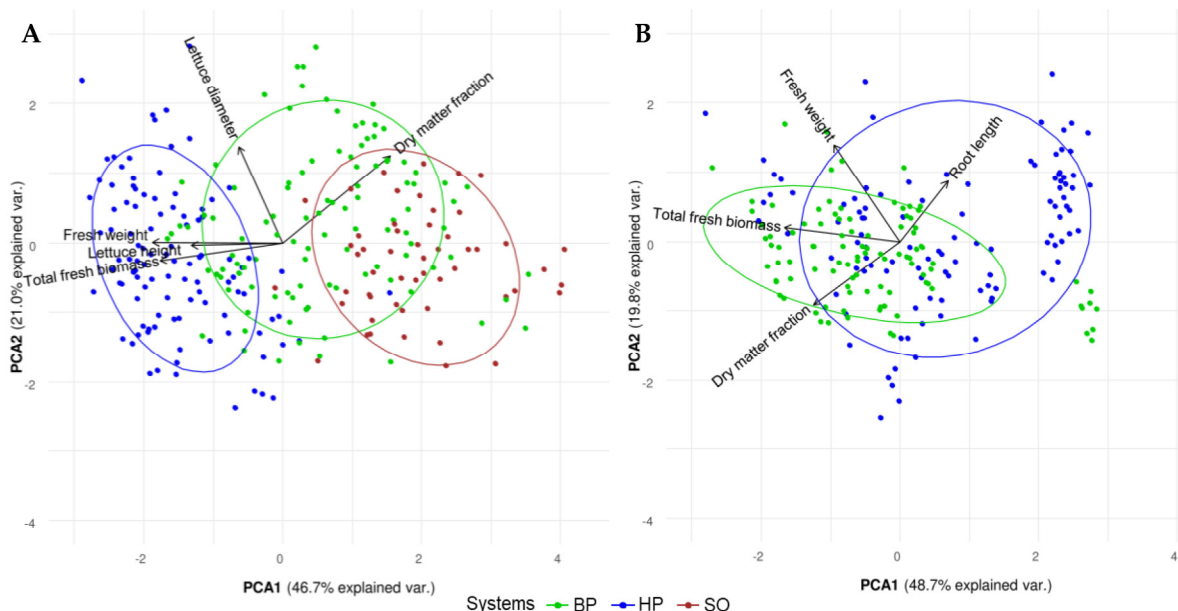 A
B
Lettuce diameter
Dry matter fraction
Fresh weight
Lettuce height
Total fresh biomass
PCA2 (21.0% explained var.)
2
0
-2
-4
-2
0
2
4
PCA1 (46.7% explained var.)
Fresh weight
Root length
Total fresh biomass
Dry matter fraction
PCA2 (19.8% explained var.)
2
0
-2
-4
-2
0
2
4
PCA1 (48.7% explained var.)
Systems BP HP SO